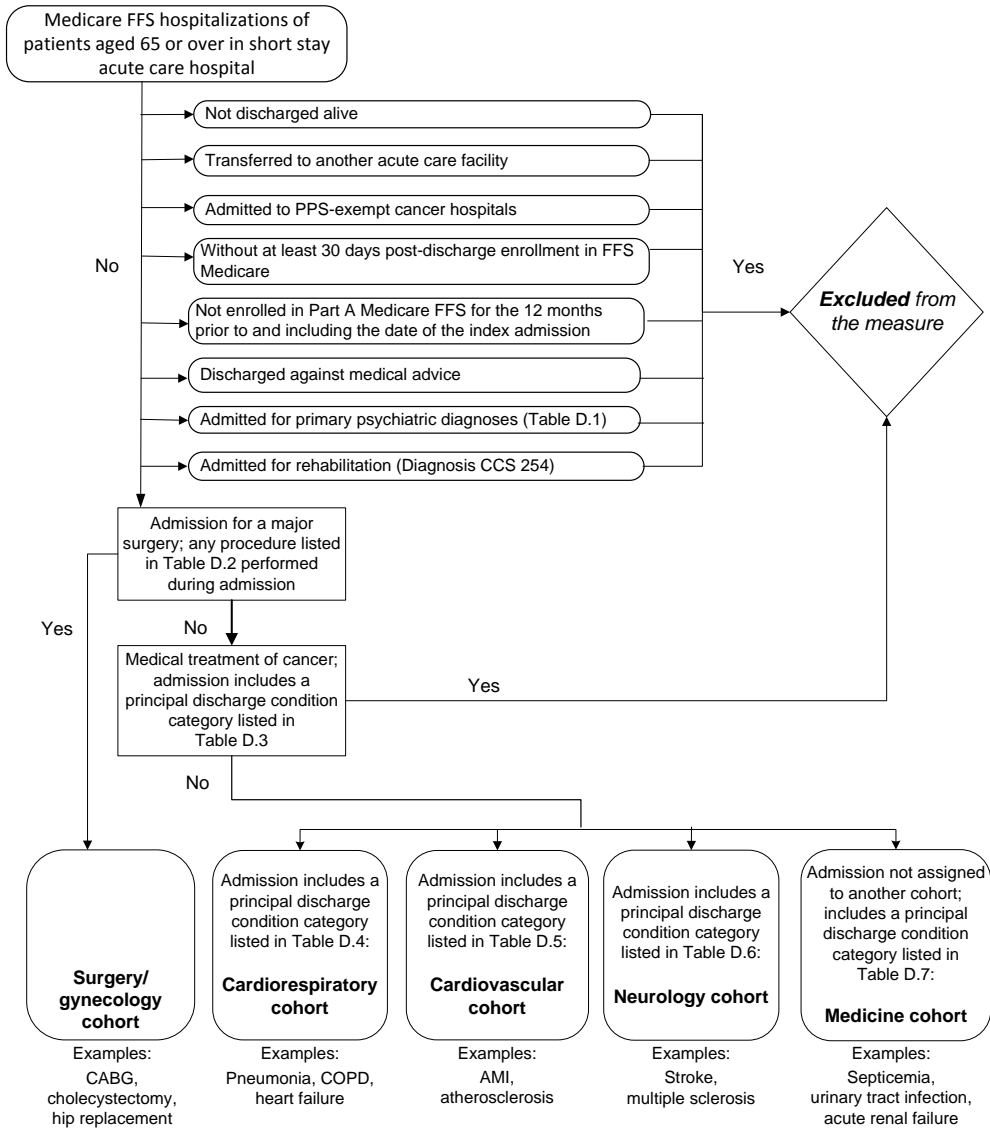 Medicare FFS hospitalizations of
patients aged 65 or over in short stay
acute care hospital
Not discharged alive
Transferred to another acute care facility
Admitted to PPS-exempt cancer hospitals
No
Without at least 30 days post-discharge enrollment in FFS
Medicare
Yes
Not enrolled in Part A Medicare FFS for the 12 months
prior to and including the date of the index admission
Excluded from
the measure
Discharged against medical advice
Admitted for primary psychiatric diagnoses (Table D.1)
Admitted for rehabilitation (Diagnosis CCS 254)
Admission for a major
surgery; any procedure listed
in Table D.2 performed
during admission
Yes
No
Medical treatment of cancer;
admission includes a
principal discharge condition
category listed in
Table D.3
Yes
No
Surgery/
gynecology
cohort
Examples:
CABG,
cholecystectomy,
hip replacement
Admission includes a
principal discharge
condition category
listed in Table D.4:
Cardiorespiratory
cohort
Examples:
Pneumonia, COPD,
heart failure
Admission includes a
principal discharge
condition category
listed in Table D.5:
Cardiovascular
cohort
Examples:
AMI,
atherosclerosis
Admission includes a
principal discharge
condition category
listed in Table D.6:
Neurology cohort
Examples:
Stroke,
multiple sclerosis
Admission not assigned
to another cohort;
includes a principal
discharge condition
category listed in
Table D.7:
Medicine cohort
Examples:
Septicemia,
urinary tract infection,
acute renal failure